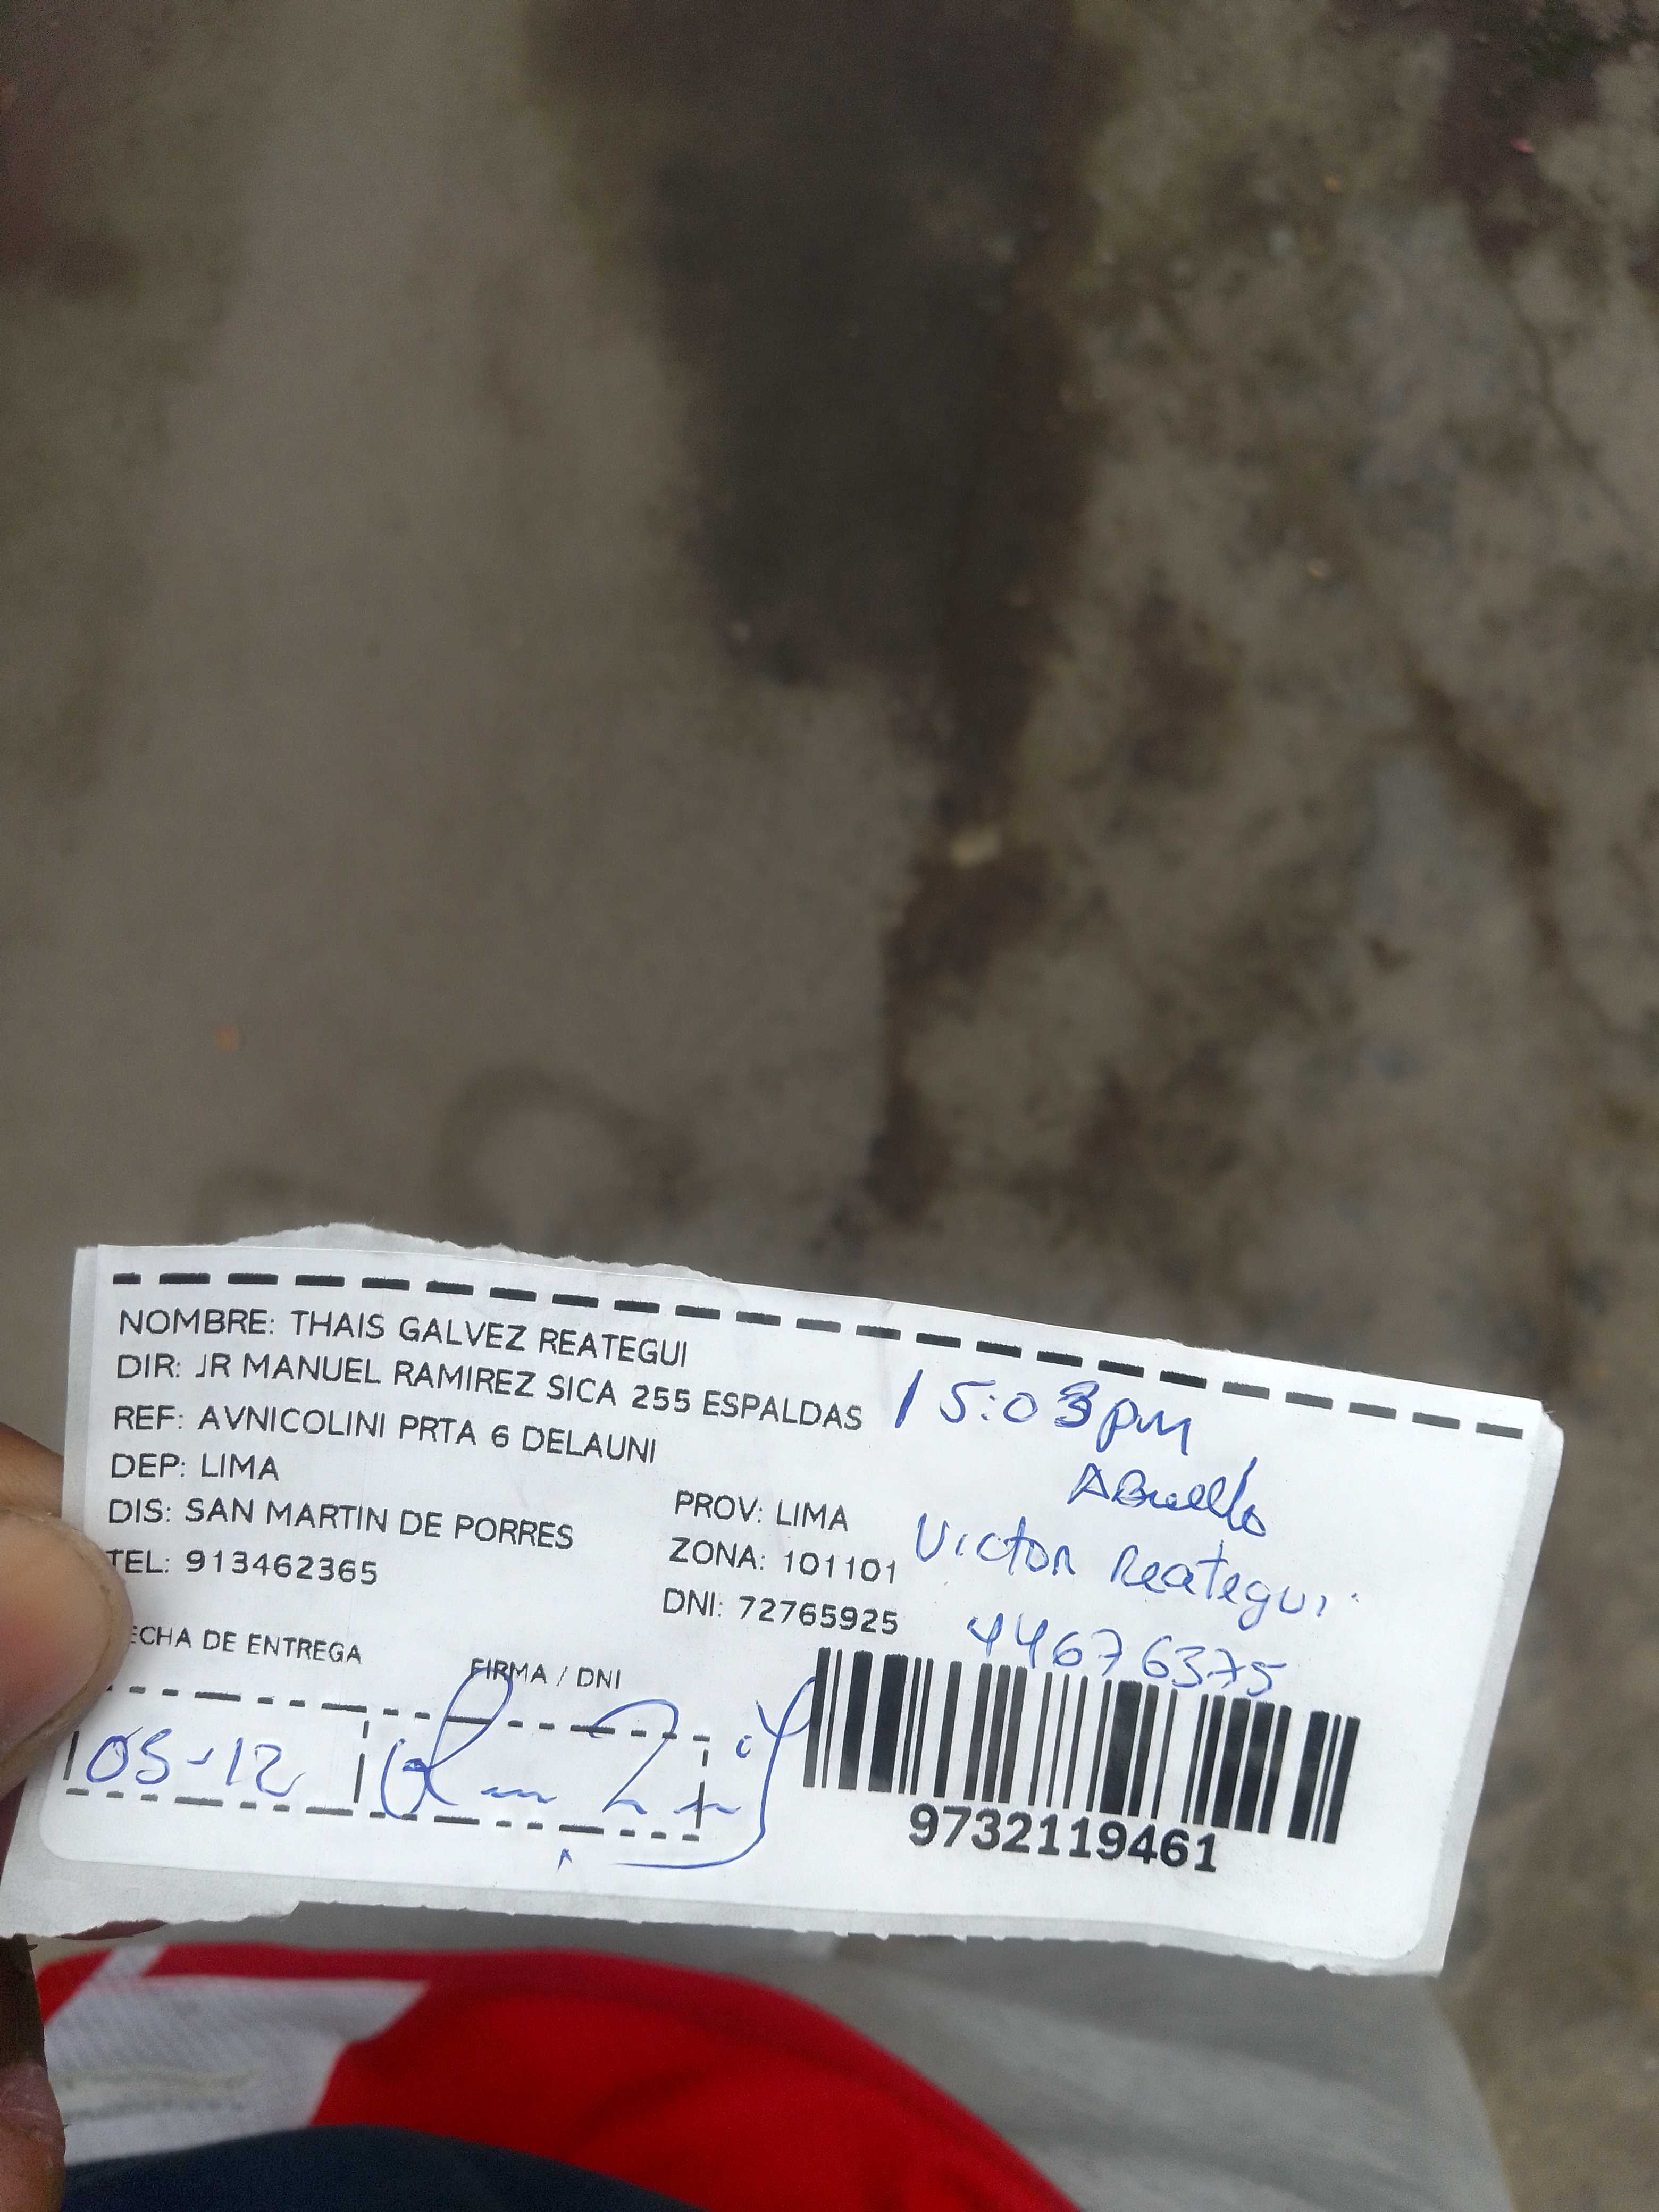 NOMBRE: THAIS GALVEZ REATEGUI
DIR: JR MANUEL RAMIREZ SICA 255 ESPALDAS
REF: AVNICOLINI PRTA 6 DELAUNI
DEP: LIMA
PROV: LIMA
DIS: SAN MARTIN DE PORRES
ZONA: 101101
TEL: 913462365
DNI: 72765925
15:03pm
ABuello
Victor Reategui
44676375
ECHA DE ENTREGA
FIRMA / DNI
05-12
9732119461